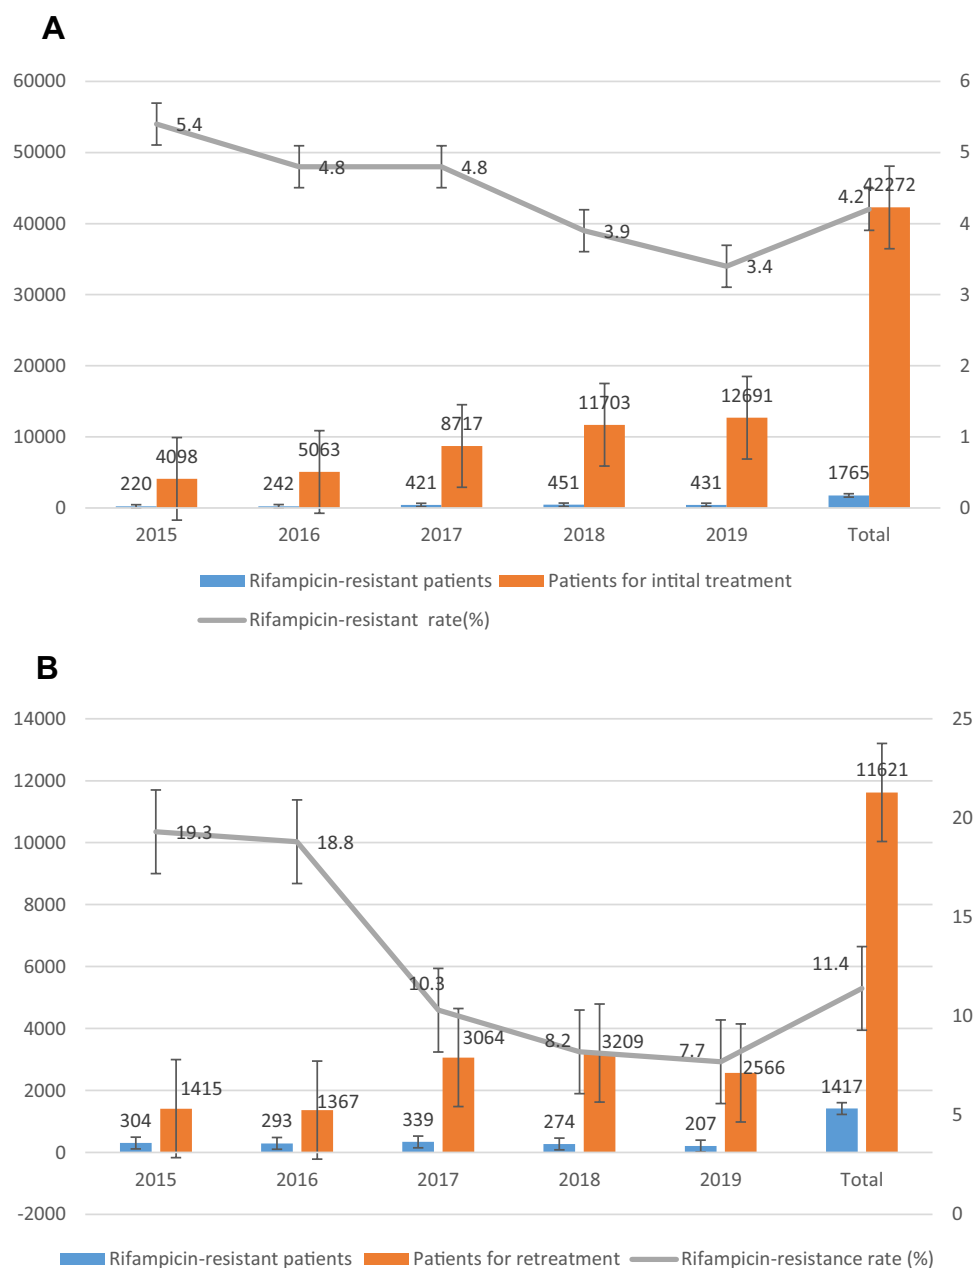 A
60000 6
5.4
50000 5
4.8 4.8 42272
4.2
40000 4
3.9
3.4
30000 3
20000 2
11703 12691
8717
10000 1
4098 5063
220 242 421 451 431 1765
0 0
2015 2016 2017 2018 2019 Total
Rifampicin-resistant patients Patients for intital treatment
Rifampicin-resistant rate(%)
B
14000 25
12000 11621
20
10000 19.3 18.8
8000 15
6000 10.3 11.4
10
4000 3064 8.2 3209 7.7 2566
2000 1415 1367 1417
304 293 339 274 207 5
0
2015 2016 2017 2018 2019 Total
-2000 0
Rifampicin-resistant patients Patients for retreatment Rifampicin-resistance rate (%)